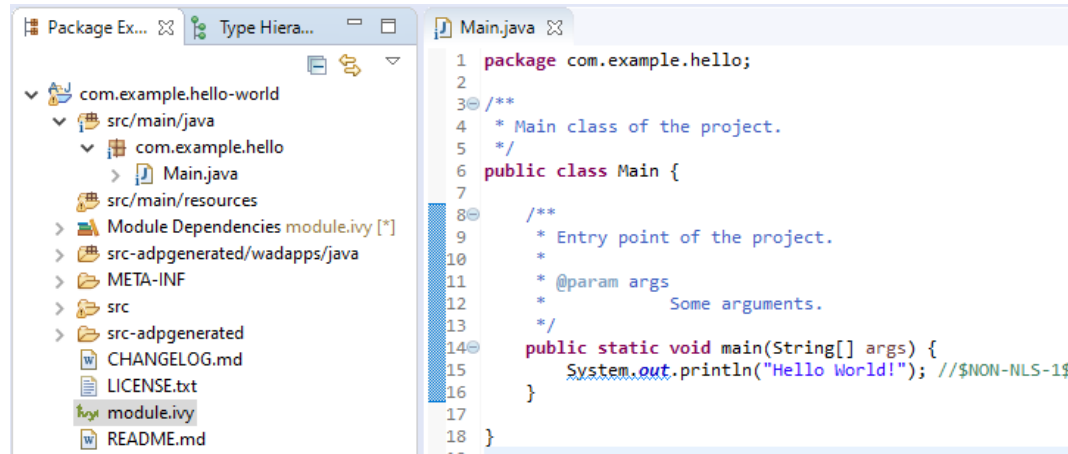 Package Ex...
Type Hiera...
com.example.hello-world
src/main/java
com.example.hello
Main.java
src/main/resources
Module Dependencies module.ivy [*]
src-adpgenerated/wadapps/java
META-INF
src
src-adpgenerated
CHANGELOG.md
LICENSE.txt
module.ivy
README.md
Main.java
1 package com.example.hello;
2
3 /**
4 * Main class of the project.
5 */
6 public class Main {
7
8 /**
9 * Entry point of the project.
10 *
11 * @param args
12 * Some arguments.
13 */
14 public static void main(String[] args) {
15 System.out.println("Hello World!"); //$NON-NLS-1$
16 }
17
18 }